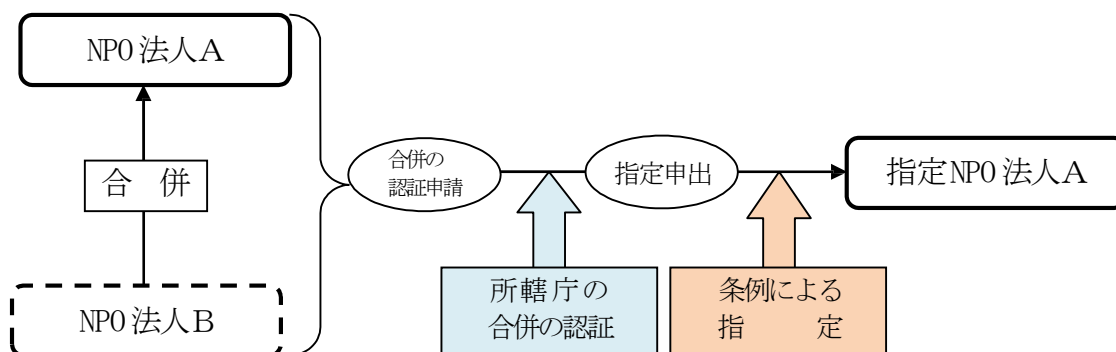 NPO法人A
合　併
NPO法人B
合併の
認証申請
所轄庁の
合併の認証
指定申出
条例による
指　　定
指定NPO法人A